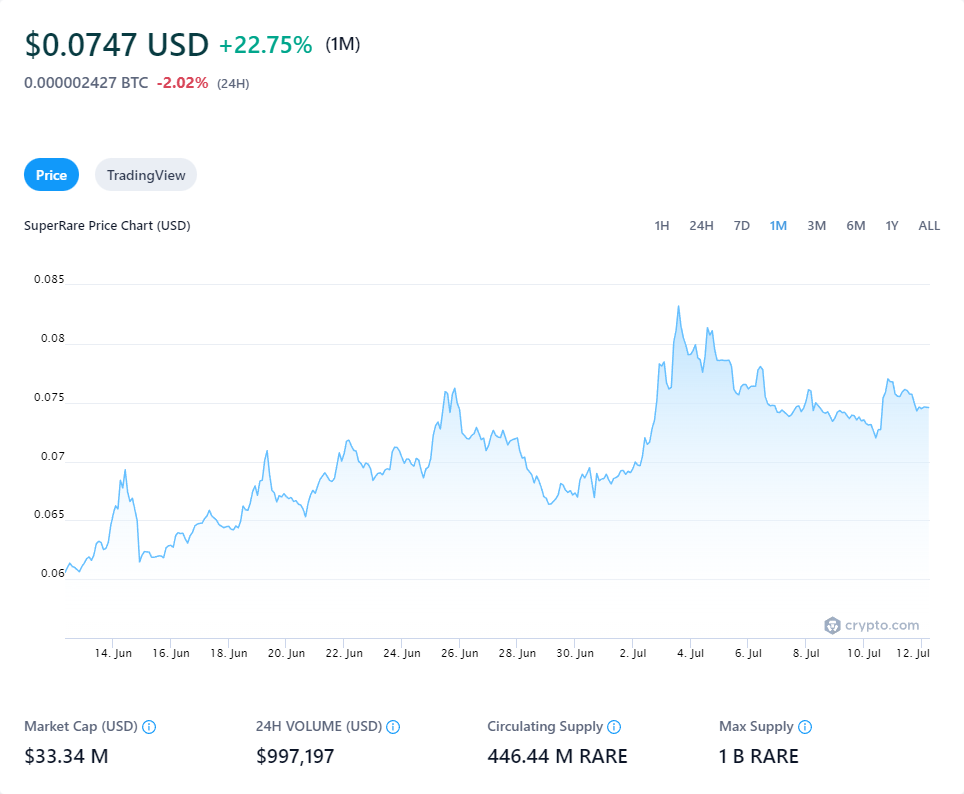 $0.0747 USD +22.75% (1M)
0.000002427 BTC -2.02% (24H)
Price TradingView
SuperRare Price Chart (USD) 1H 24H 7D 1M 3M 6M 1Y ALL
0.085
0.08
0.075
0.07
0.065
0.06
crypto.com
14. Jun 16. Jun 18. Jun 20. Jun 22. Jun 24. Jun 26. Jun 28. Jun 30. Jun 2. Jul 4. Jul 6. Jul 8. Jul 10. Jul 12. Jul
Market Cap (USD) 24H VOLUME (USD) Circulating Supply Max Supply
$33.34 M $997,197 446.44 M RARE 1 B RARE